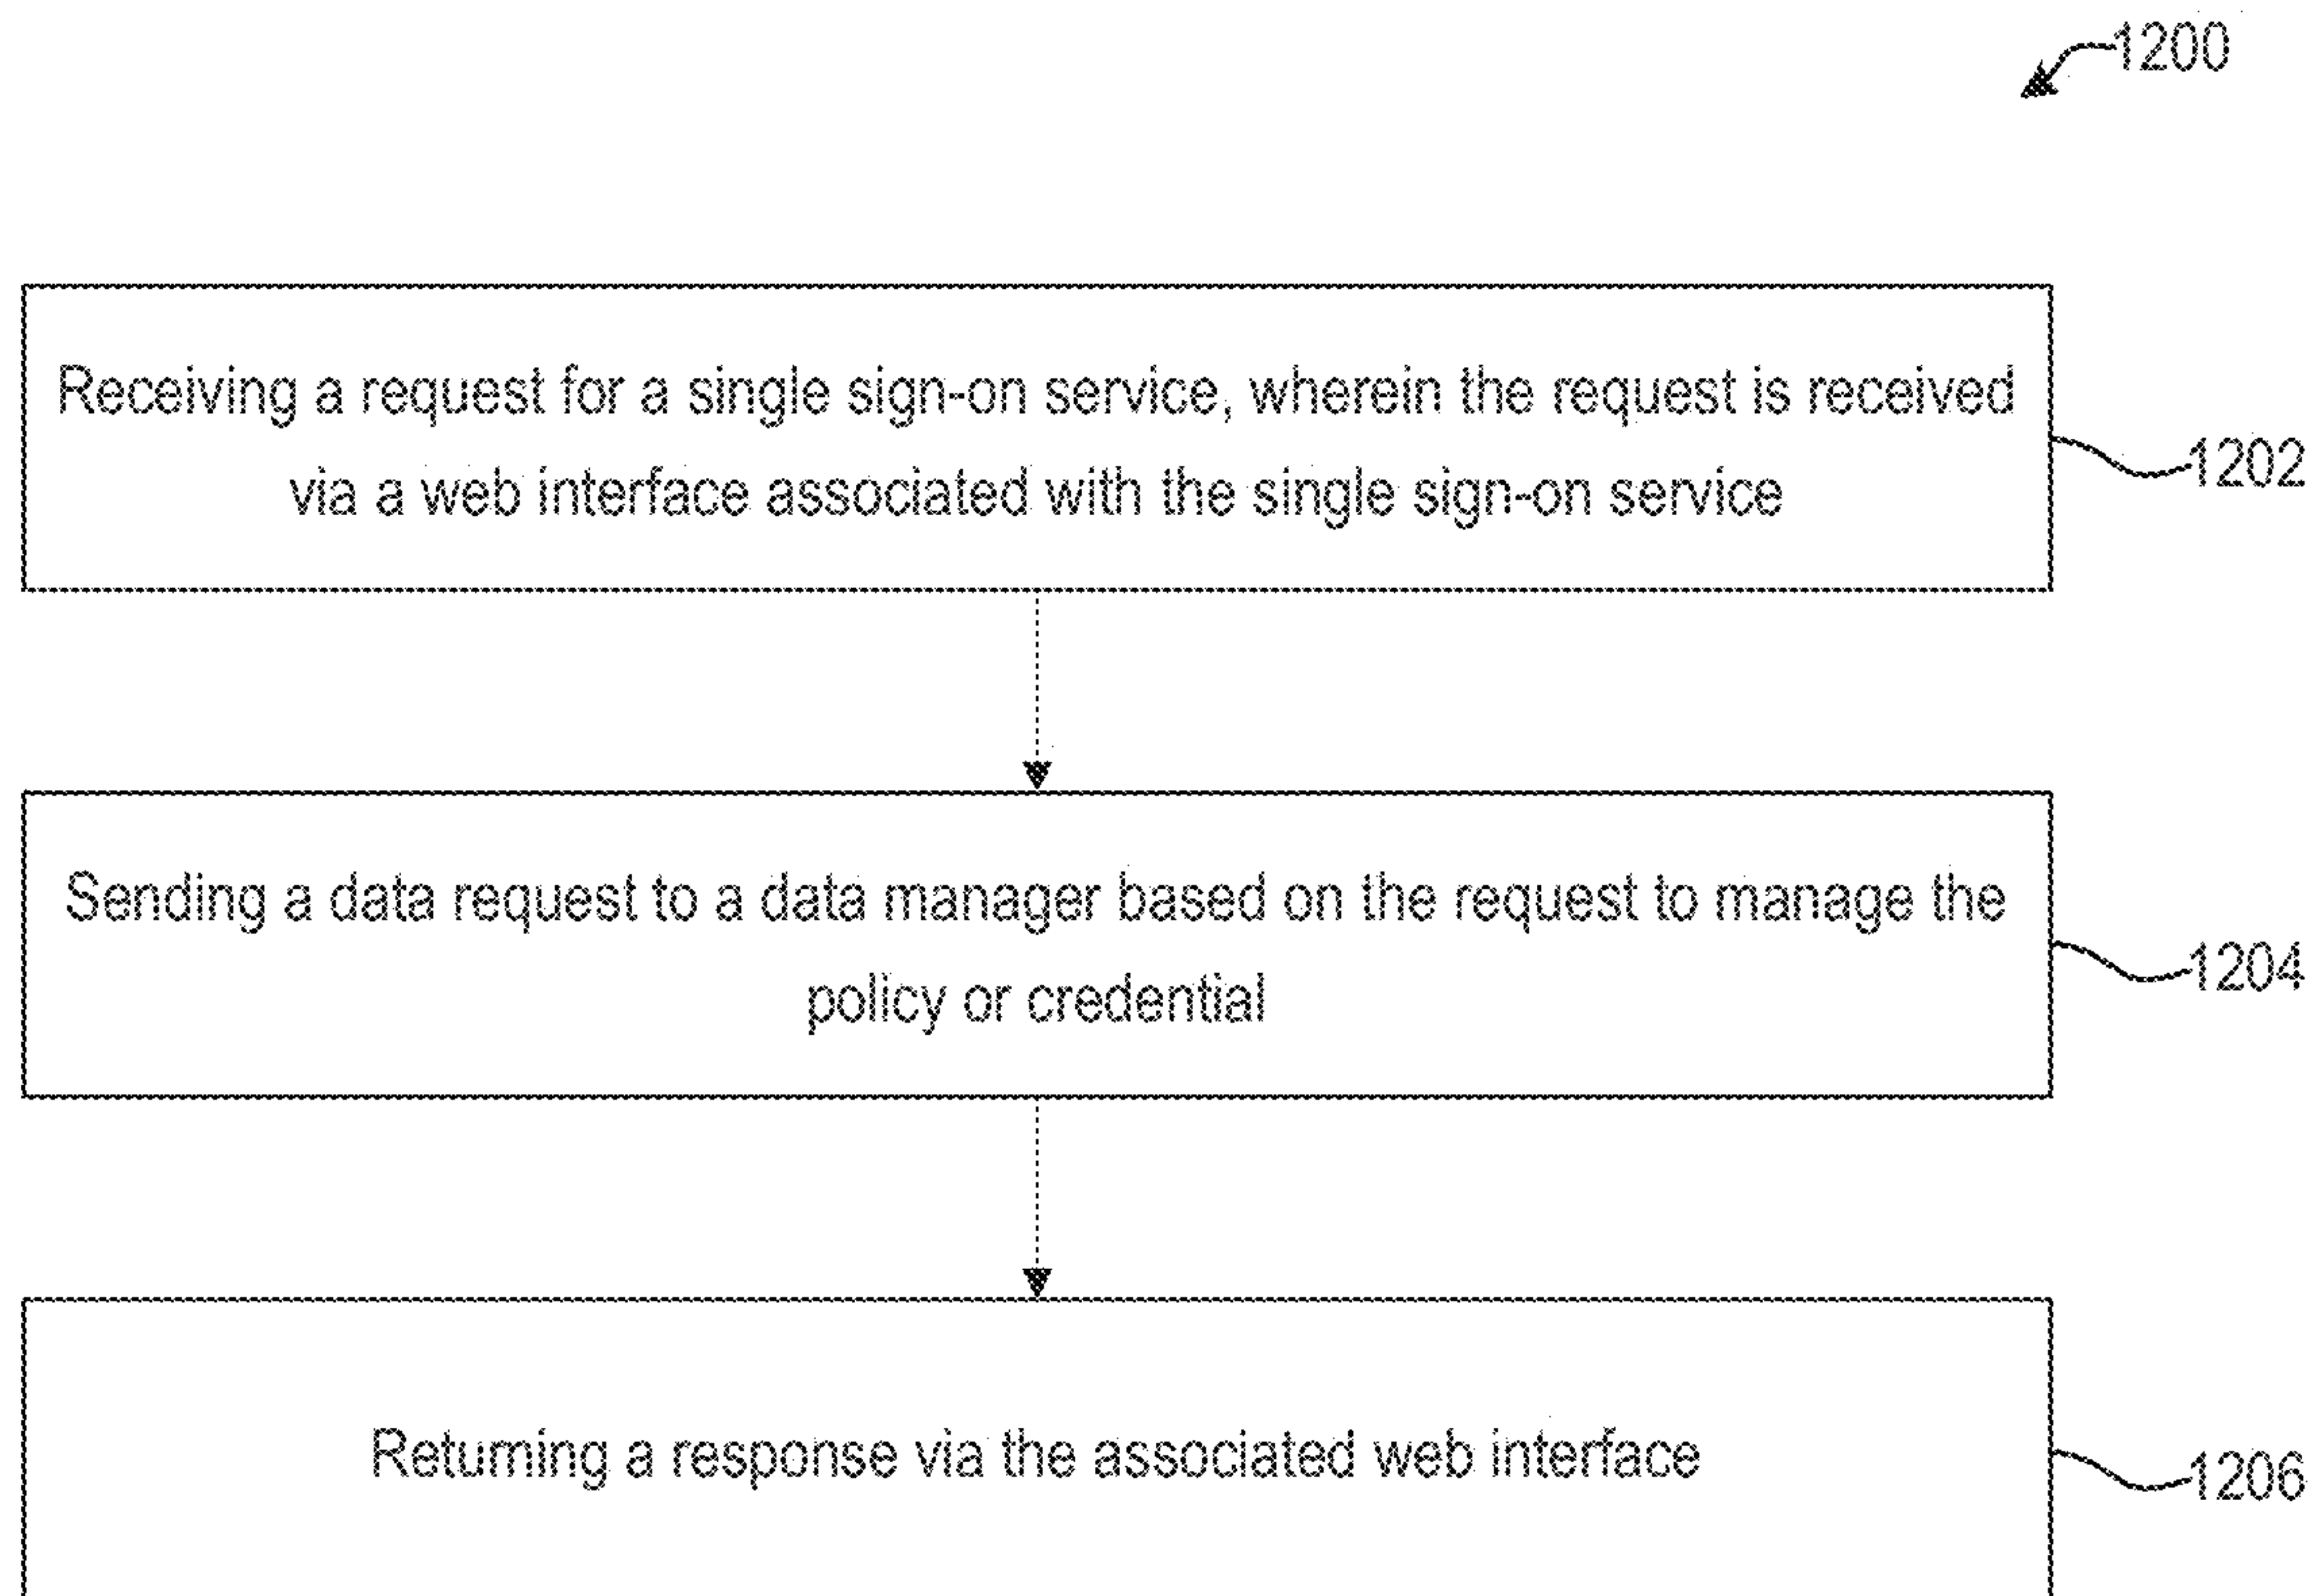 1200
Receiving a request for a single sign-on service, wherein the request is received
via a web interface associated with the single sign-on service
1202
Sending a data request to a data manager based on the request to manage the
policy or credential
1204
Returning a response via the associated web interface
1206